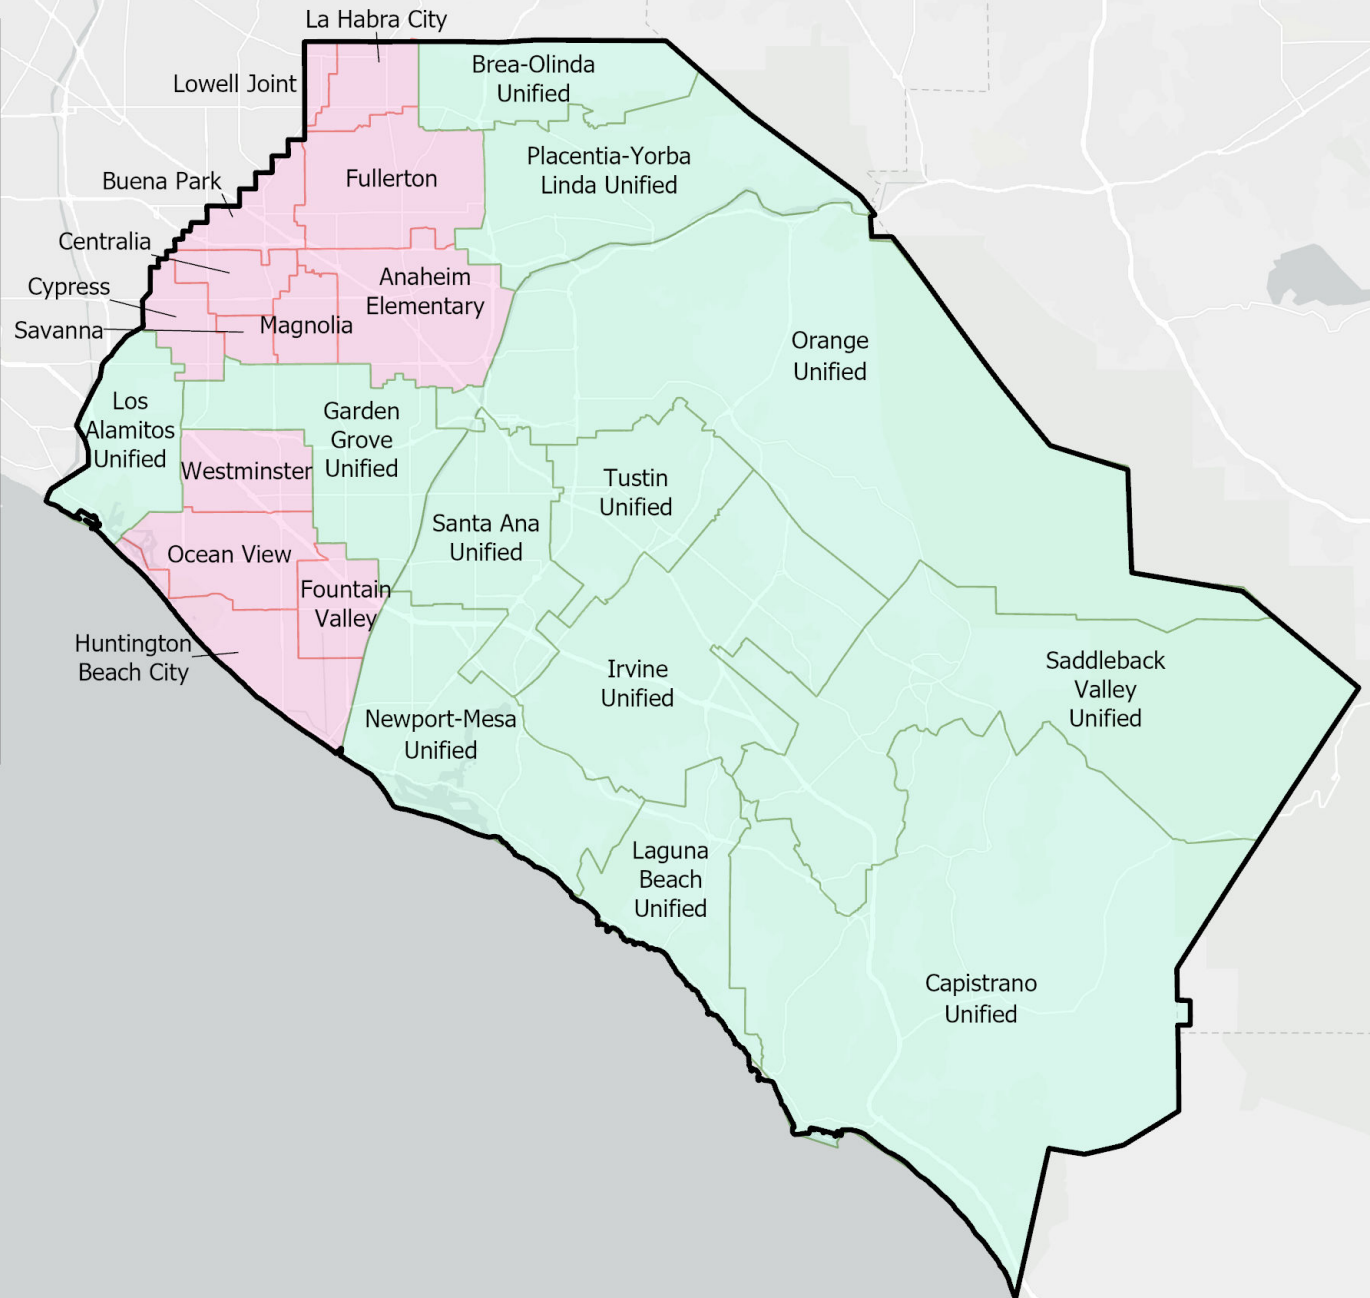 La Habra City
Lowell Joint
Brea-Olinda
Unified
Placentia-Yorba
Linda Unified
Buena Park
Fullerton
Centralia
Cypress
Savanna
Anaheim
Elementary
Magnolia
Orange
Unified
Los
Alamitos
Unified
Garden
Grove
Unified
Westminster
Tustin
Unified
Santa Ana
Unified
Ocean View
Fountain
Valley
Huntington
Beach City
Irvine
Unified
Saddleback
Valley
Unified
Newport-Mesa
Unified
Laguna
Beach
Unified
Capistrano
Unified